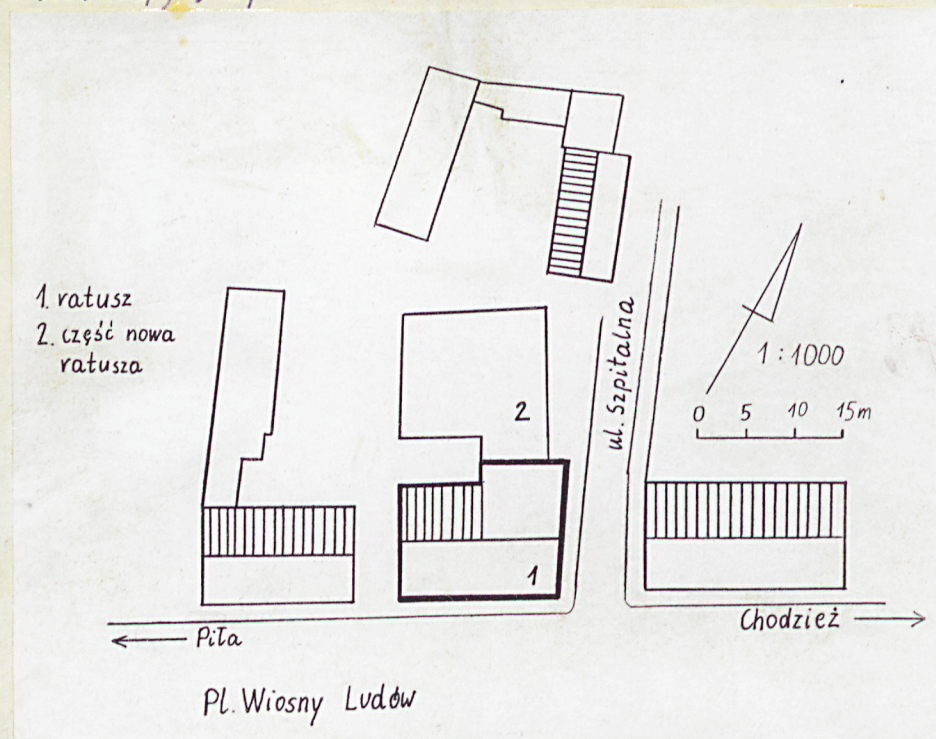 1. ratusz
2. część nowa
ratusza
2
1
ul. Szpitalna
1:1000
0 5 10 15m
Piła
Chodzież
Pl. Wiosny Ludów